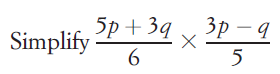 Simplify (5p + 3q)/6 × (3p − q)/5